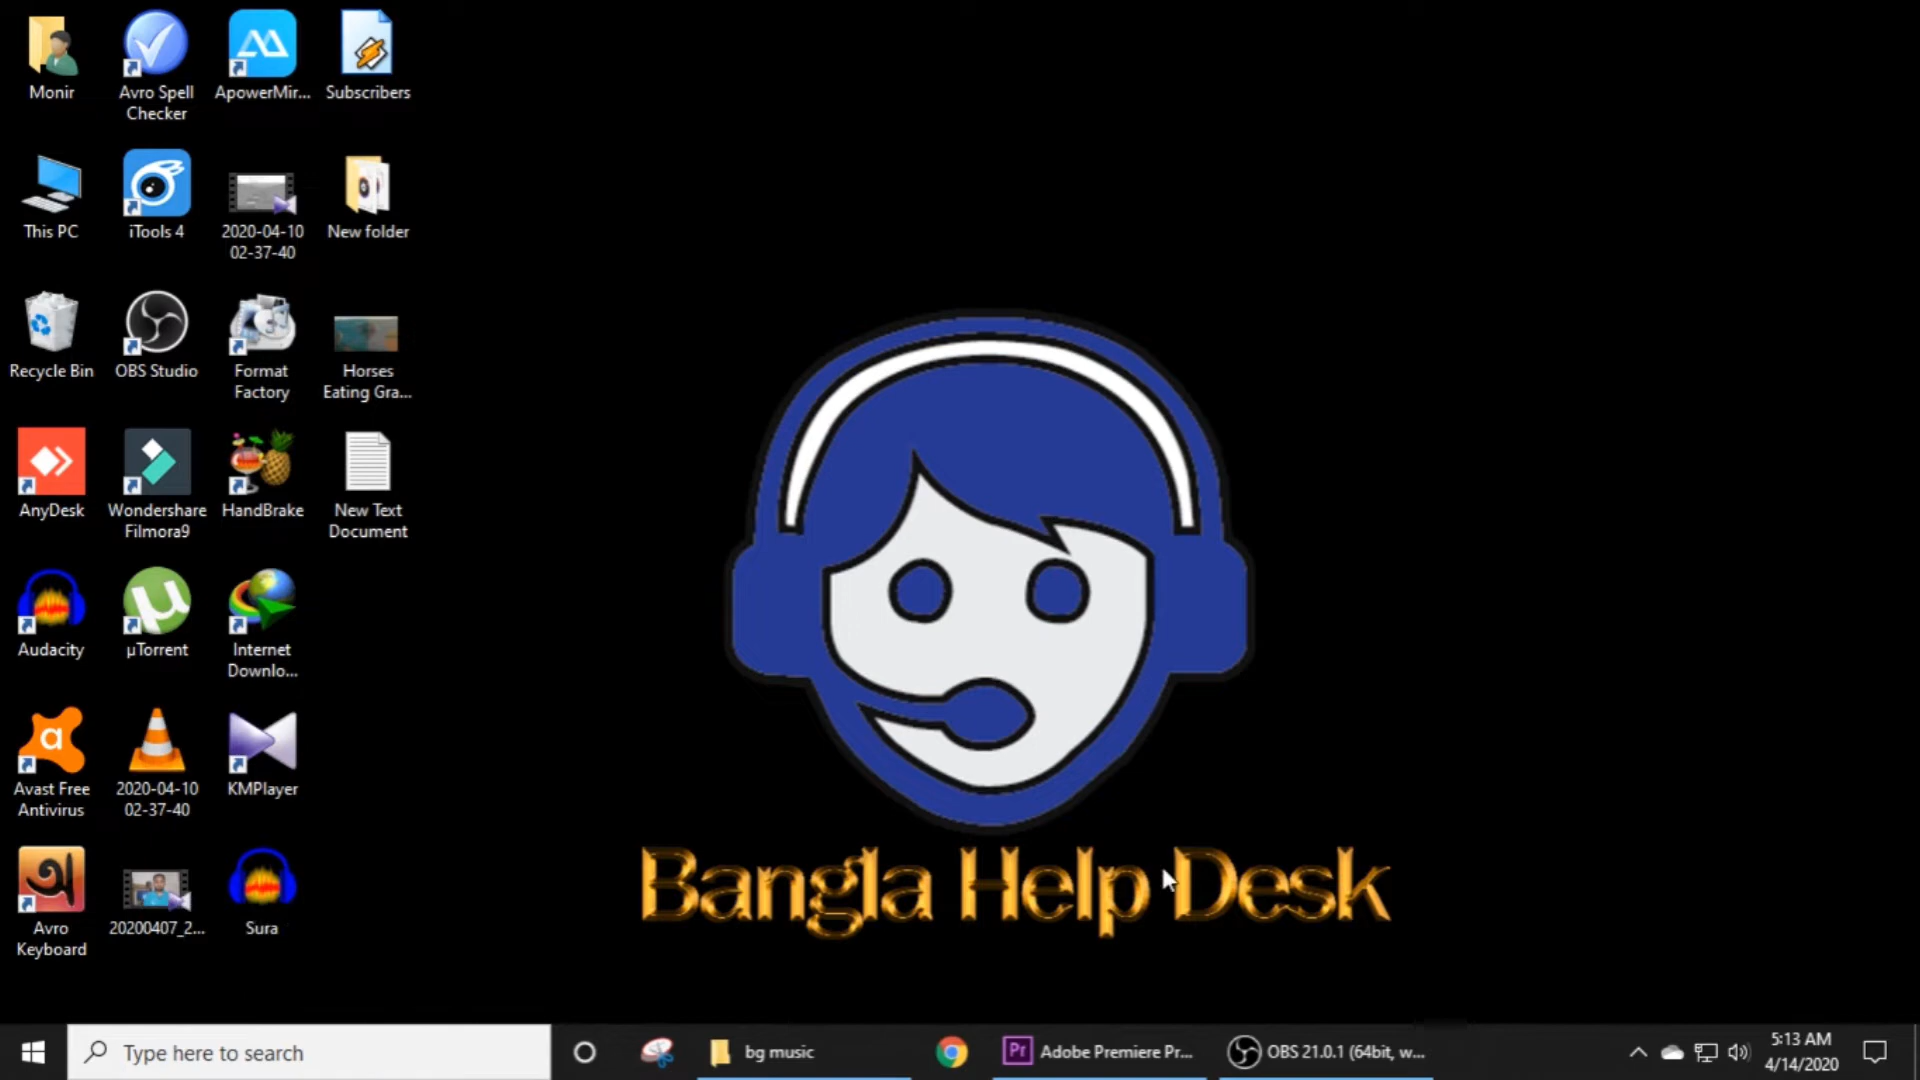 Monir
Avro Spell
Checker
ApowerMir...
Subscribers
This PC
iTools 4
2020-04-10
02-37-40
New folder
Recycle Bin
OBS Studio
Format
Factory
Horses
Eating Gra...
AnyDesk
Wondershare
Filmora9
HandBrake
New Text
Document
Audacity
µTorrent
Internet
Downlo...
Avast Free
Antivirus
2020-04-10
02-37-40
KMPlayer
Avro
Keyboard
20200407_2...
Sura
Bangla Help Desk
Type here to search
bg music
Adobe Premiere Pr...
OBS 21.0.1 (64bit, w...
5:13 AM
4/14/2020